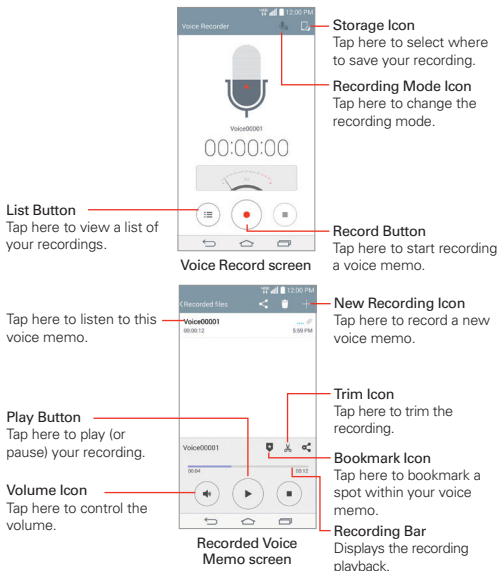 12:00 PM
Voice Recorder
Storage Icon
Tap here to select where
to save your recording.
Recording Mode Icon
Tap here to change the
recording mode.
Voice00001
00:00:00
List Button
Tap here to view a list of
your recordings.
Record Button
Tap here to start recording
a voice memo.
Voice Record screen
12:00 PM
Recorded files
New Recording Icon
Tap here to record a new
voice memo.
Tap here to listen to this
voice memo.
Voice00001
00:00:12
5:59 PM
Trim Icon
Tap here to trim the
recording.
Play Button
Tap here to play (or
pause) your recording.
Voice00001
00:04
00:12
Bookmark Icon
Tap here to bookmark a
spot within your voice
memo.
Volume Icon
Tap here to control the
volume.
Recording Bar
Displays the recording
playback.
Recorded Voice
Memo screen